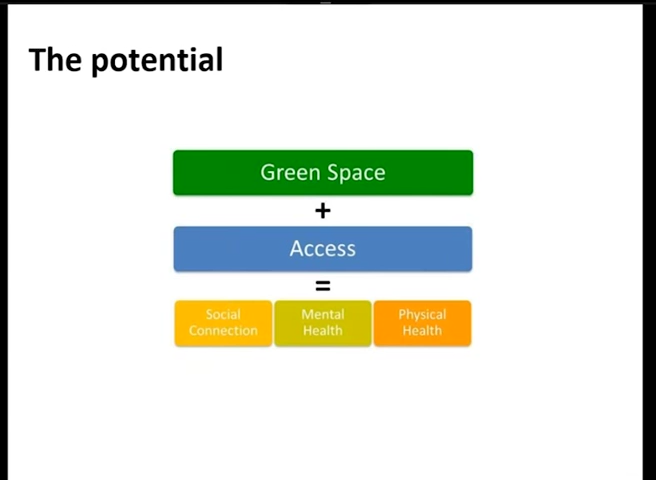 The potential
Green Space
+
Access
=
Social
Connection
Mental
Health
Physical
Health